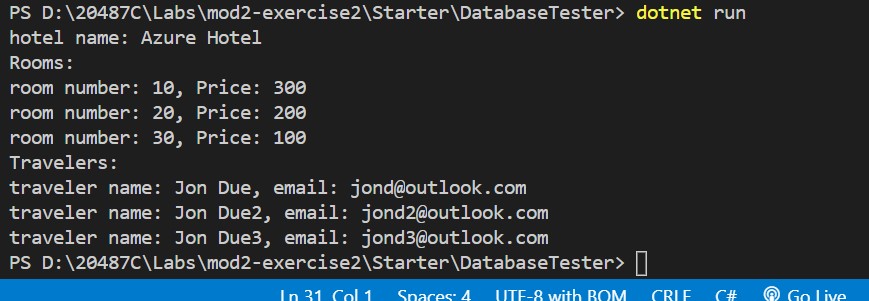 PS D:\20487C\Labs\mod2-exercise2\Starter\DatabaseTester> dotnet run
hotel name: Azure Hotel
Rooms:
room number: 10, Price: 300
room number: 20, Price: 200
room number: 30, Price: 100
Travelers:
traveler name: Jon Due, email: jond@outlook.com
traveler name: Jon Due2, email: jond2@outlook.com
traveler name: Jon Due3, email: jond3@outlook.com
PS D:\20487C\Labs\mod2-exercise2\Starter\DatabaseTester>
Ln 31, Col 1 Spaces: 4 UTF-8 with BOM CRLF C# Go Live